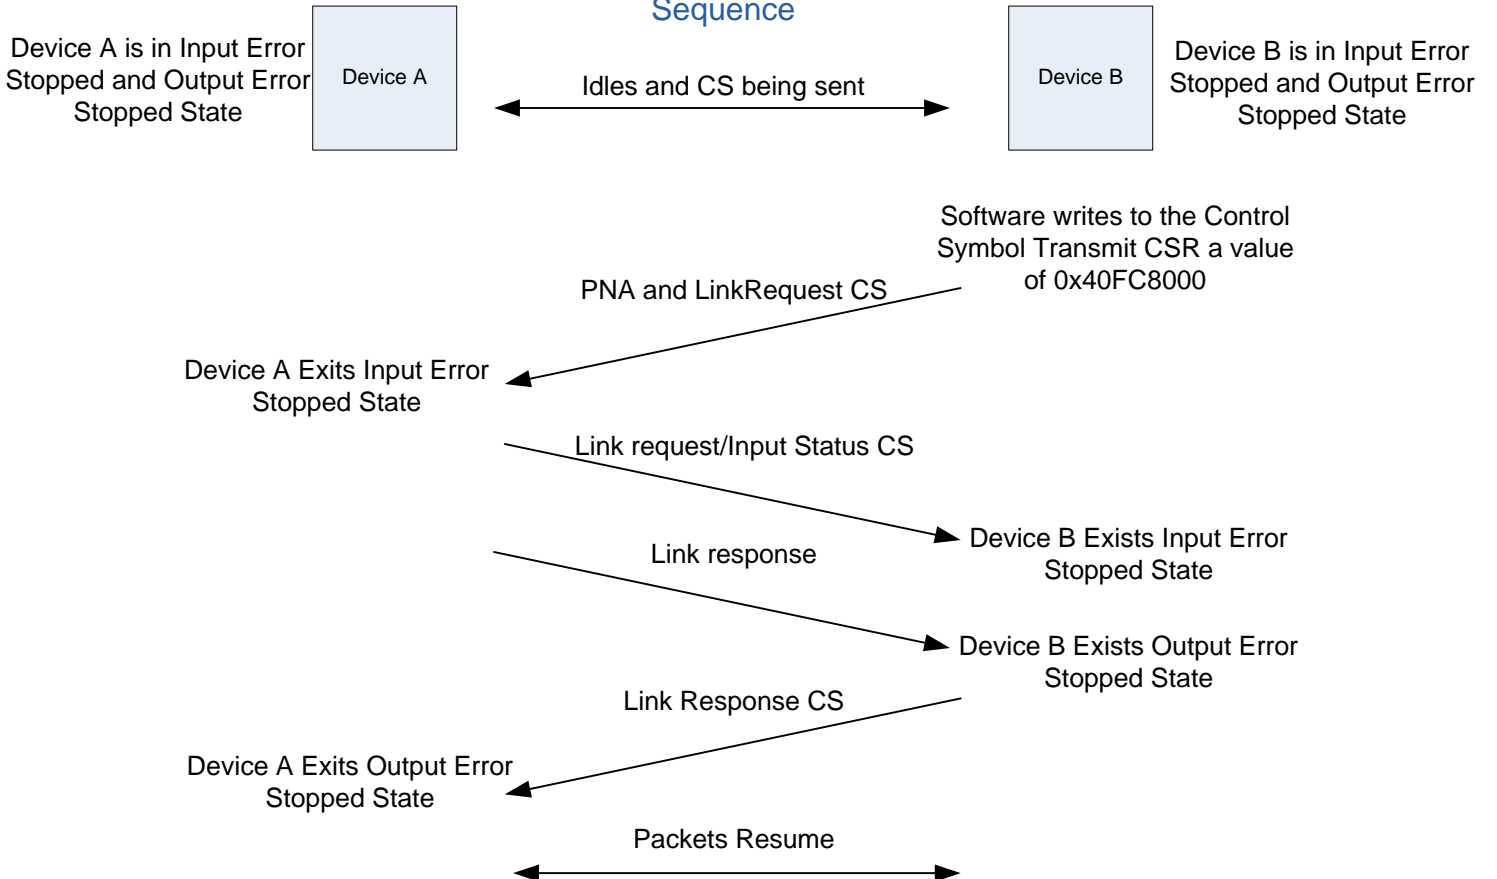 Sequence
Device A is in Input Error
Stopped and Output Error
Stopped State
Device A
Idles and CS being sent
Device B
Device B is in Input Error
Stopped and Output Error
Stopped State
Software writes to the Control
Symbol Transmit CSR a value
of 0x40FC8000
PNA and LinkRequest CS
Device A Exits Input Error
Stopped State
Link request/Input Status CS
Device B Exists Input Error
Stopped State
Link response
Device B Exists Output Error
Stopped State
Link Response CS
Device A Exits Output Error
Stopped State
Packets Resume